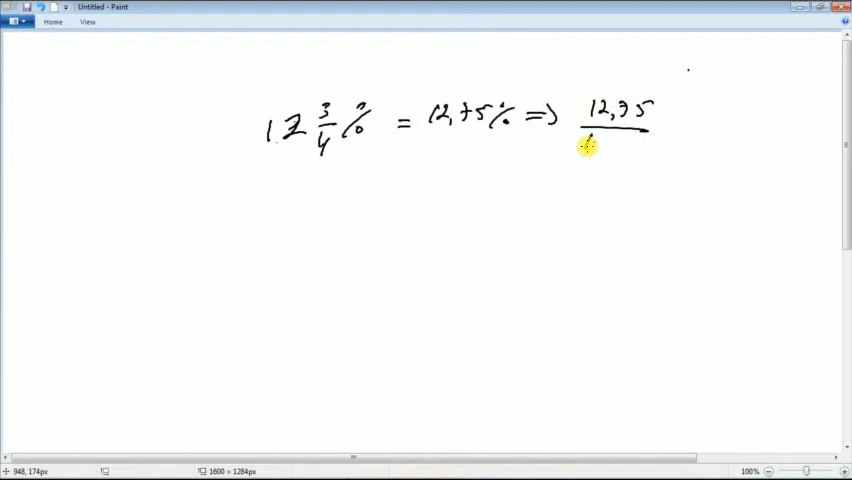 Untitled - Paint
Home View
12 3/4 % = 12,75% ⇒ 12,75
948, 174px
1600 × 1284px
100%